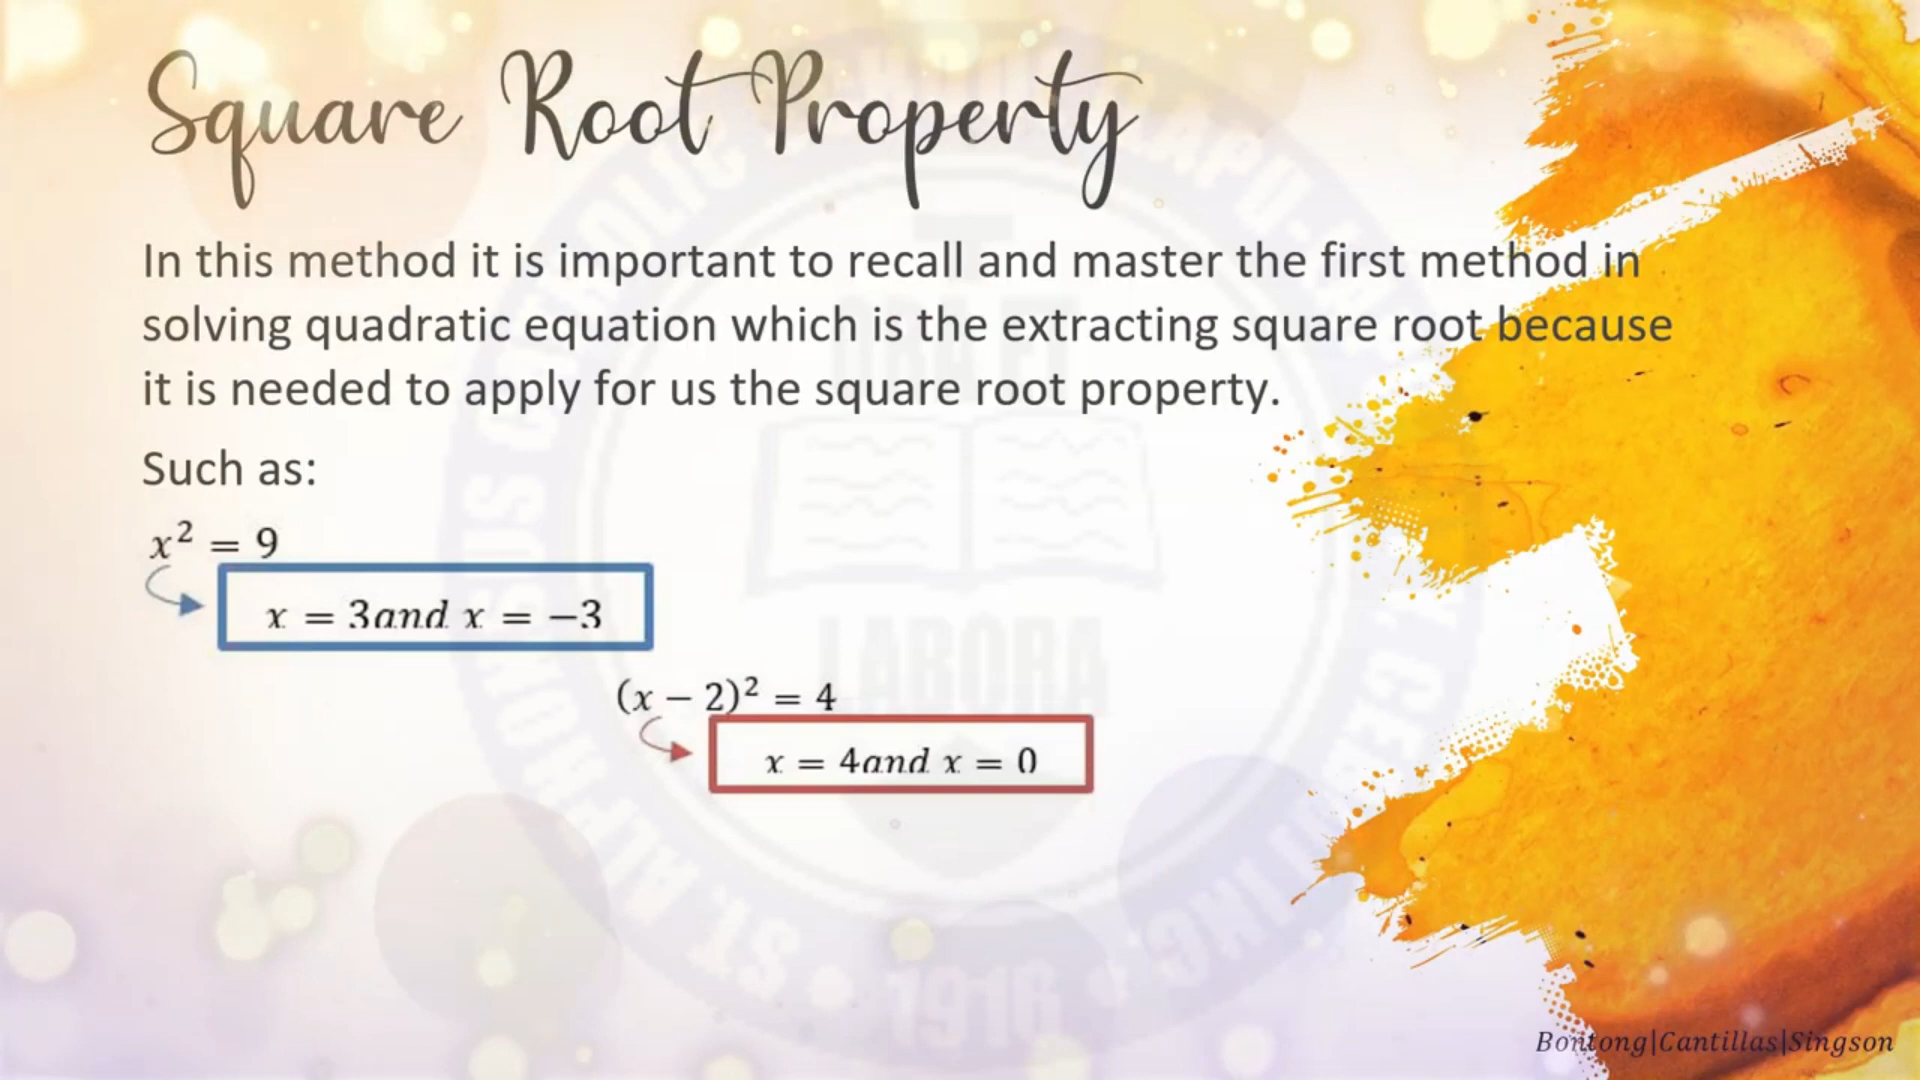 Square Root Property
In this method it is important to recall and master the first method in
solving quadratic equation which is the extracting square root because
it is needed to apply for us the square root property.
Such as:
x² = 9
x = 3and x = −3
(x − 2)² = 4
x = 4and x = 0
LABORA
1916
Bontong|Cantillas|Singson